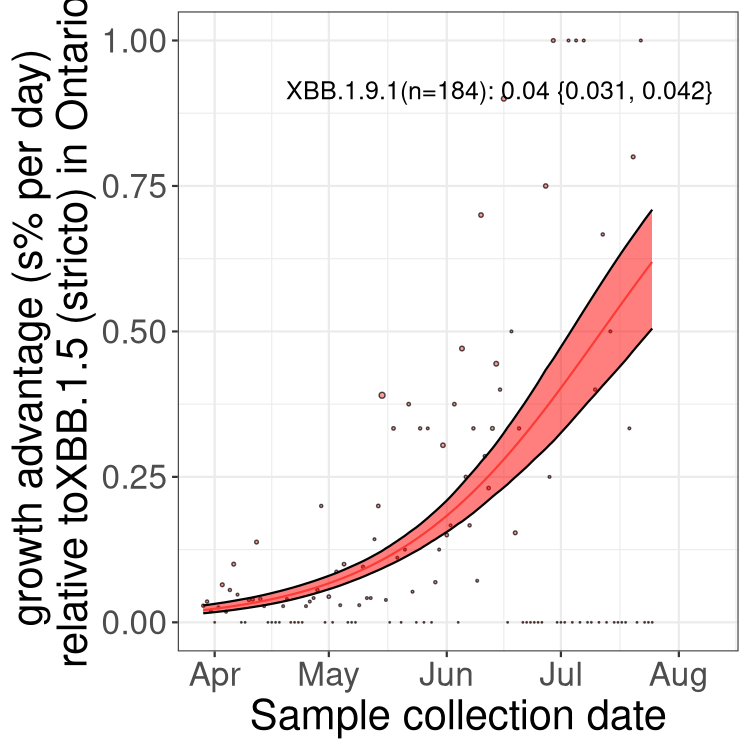 growth advantage (s% per day)
relative toXBB.1.5 (stricto) in Ontario
1.00
0.75
0.50
0.25
0.00
XBB.1.9.1(n=184): 0.04 {0.031, 0.042}
Apr May Jun Jul Aug
Sample collection date